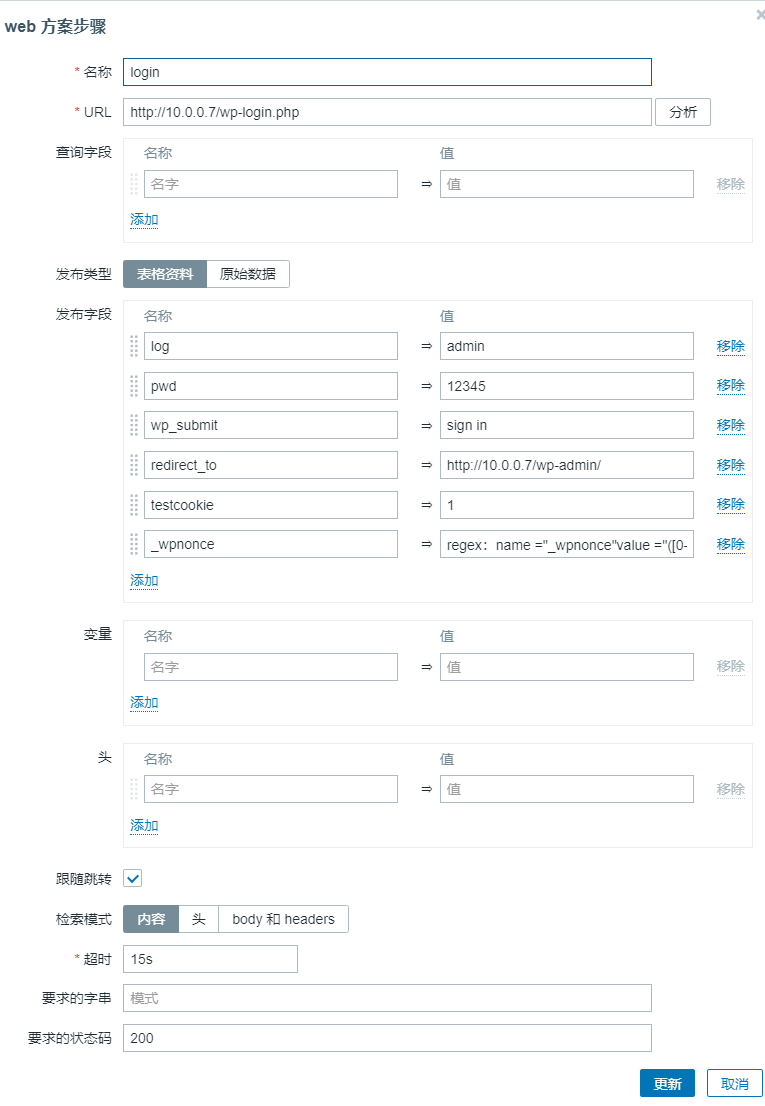 web 方案步骤
* 名称 login
* URL http://10.0.0.7/wp-login.php 分析
查询字段 名称 值
名字 ⇒ 值 移除
添加
发布类型 表格资料 原始数据
发布字段 名称 值
log ⇒ admin 移除
pwd ⇒ 12345 移除
wp_submit ⇒ sign in 移除
redirect_to ⇒ http://10.0.0.7/wp-admin/ 移除
testcookie ⇒ 1 移除
_wpnonce ⇒ regex：name ="_wpnonce"value ="([0- 移除
添加
变量 名称 值
名字 ⇒ 值 移除
添加
头 名称 值
名字 ⇒ 值 移除
添加
跟随跳转
检索模式 内容 头 body 和 headers
* 超时 15s
要求的字串 模式
要求的状态码 200
更新 取消